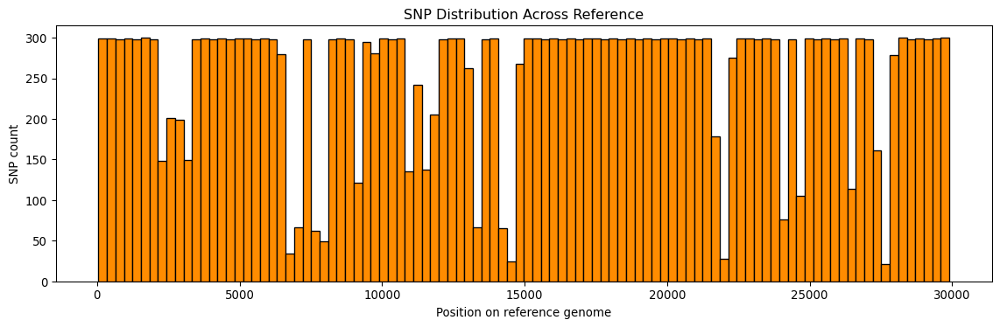 SNP Distribution Across Reference
300
250
200
150
100
50
0
SNP count
0 5000 10000 15000 20000 25000 30000
Position on reference genome